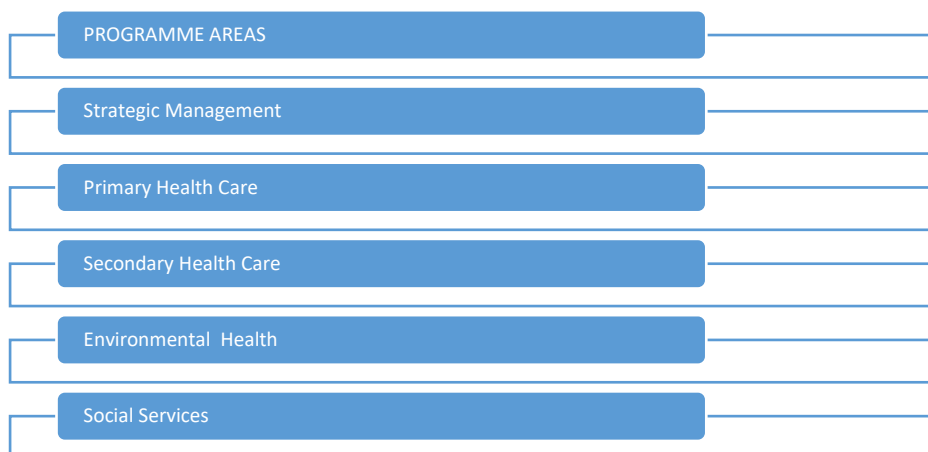 PROGRAMME AREAS
Strategic Management
Primary Health Care
Secondary Health Care
Environmental  Health
Social Services